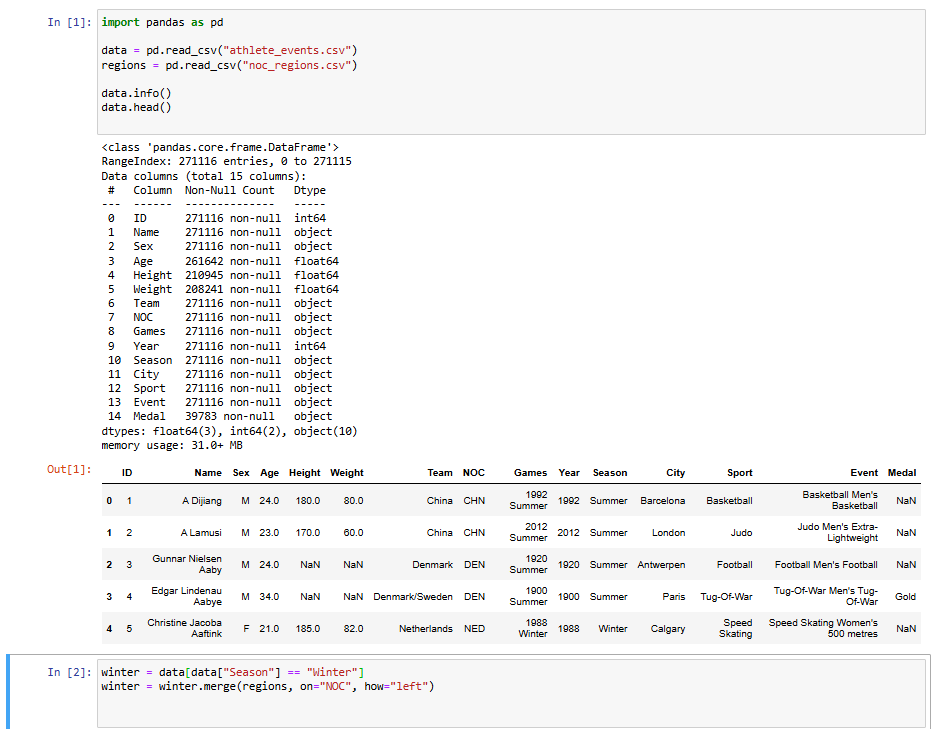 In [1]: import pandas as pd
data = pd.read_csv("athlete_events.csv")
regions = pd.read_csv("noc_regions.csv")
data.info()
data.head()
<class 'pandas.core.frame.DataFrame'>
RangeIndex: 271116 entries, 0 to 271115
Data columns (total 15 columns):
# Column Non-Null Count Dtype
--- ------ -------------- -----
0 ID 271116 non-null int64
1 Name 271116 non-null object
2 Sex 271116 non-null object
3 Age 261642 non-null float64
4 Height 210945 non-null float64
5 Weight 208241 non-null float64
6 Team 271116 non-null object
7 NOC 271116 non-null object
8 Games 271116 non-null object
9 Year 271116 non-null int64
10 Season 271116 non-null object
11 City 271116 non-null object
12 Sport 271116 non-null object
13 Event 271116 non-null object
14 Medal 39783 non-null object
dtypes: float64(3), int64(2), object(10)
memory usage: 31.0+ MB
Out[1]:
ID Name Sex Age Height Weight Team NOC Games Year Season City Sport Event Medal
0 1 A Dijiang M 24.0 180.0 80.0 China CHN 1992 Summer 1992 Summer Barcelona Basketball Basketball Men's Basketball NaN
1 2 A Lamusi M 23.0 170.0 60.0 China CHN 2012 Summer 2012 Summer London Judo Judo Men's Extra-Lightweight NaN
2 3 Gunnar Nielsen Aaby M 24.0 NaN NaN Denmark DEN 1920 Summer 1920 Summer Antwerpen Football Football Men's Football NaN
3 4 Edgar Lindenau Aabye M 34.0 NaN NaN Denmark/Sweden DEN 1900 Summer 1900 Summer Paris Tug-Of-War Tug-Of-War Men's Tug-Of-War Gold
4 5 Christine Jacoba Aaftink F 21.0 185.0 82.0 Netherlands NED 1988 Winter 1988 Winter Calgary Speed Skating Speed Skating Women's 500 metres NaN
In [2]: winter = data[data["Season"] == "Winter"]
winter = winter.merge(regions, on="NOC", how="left")